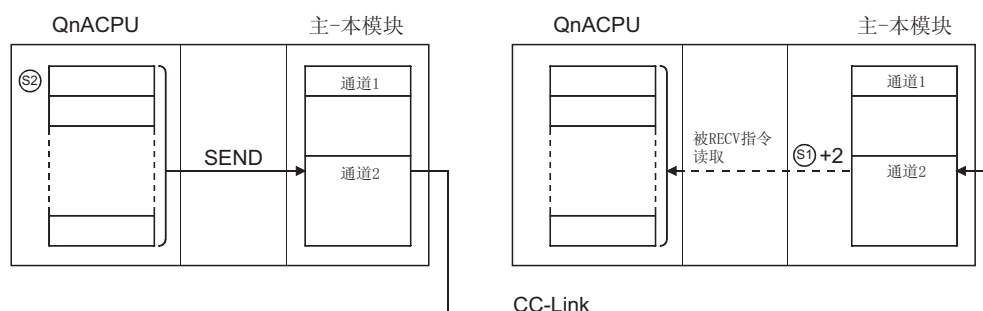 QnACPU 主-本模块
S2
通道1
SEND
通道2
QnACPU 主-本模块
通道1
被RECV指令
读取
S1+2
通道2
CC-Link